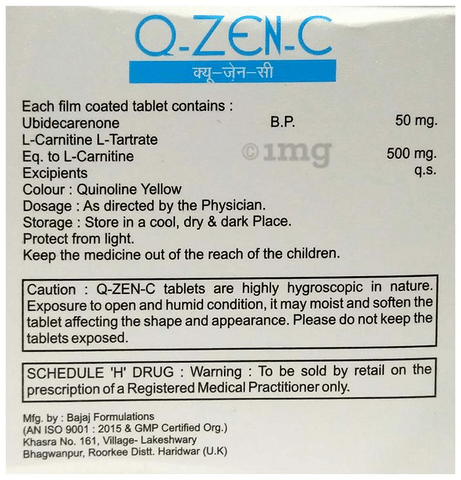 Q-ZEN-C
क्यू-जेन-सी
Each film coated tablet contains :
Ubidecarenone B.P. 50 mg.
L-Carnitine L-Tartrate
Eq. to L-Carnitine 500 mg.
Excipients q.s.
Colour : Quinoline Yellow
Dosage : As directed by the Physician.
Storage : Store in a cool, dry & dark Place.
Protect from light.
Keep the medicine out of the reach of the children.
©1mg
Caution : Q-ZEN-C tablets are highly hygroscopic in nature.
Exposure to open and humid condition, it may moist and soften the
tablet affecting the shape and appearance. Please do not keep the
tablets exposed.
SCHEDULE 'H' DRUG : Warning : To be sold by retail on the
prescription of a Registered Medical Practitioner only.
Mfg. by : Bajaj Formulations
(AN ISO 9001 : 2015 & GMP Certified Org.)
Khasra No. 161, Village- Lakeshwary
Bhagwanpur, Roorkee Distt. Haridwar (U.K)